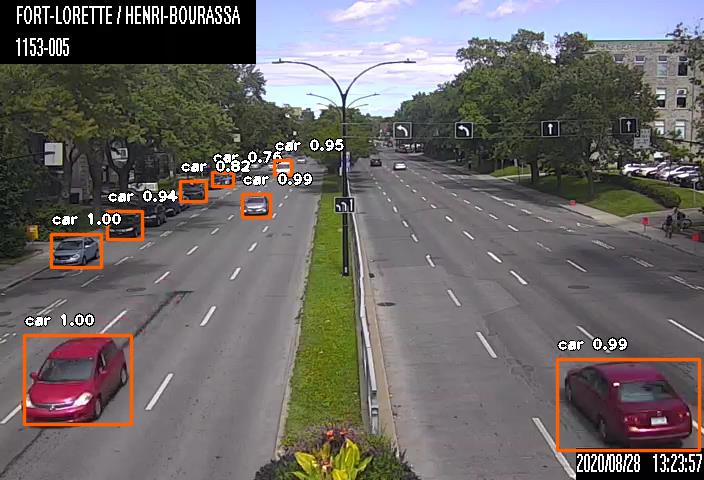 FORT-LORETTE / HENRI-BOURASSA
1153-005
car 0.95
car 0.76
car 0.82
car 0.99
car 0.94
car 1.00
car 1.00
car 0.99
2020/08/28 13:23:57